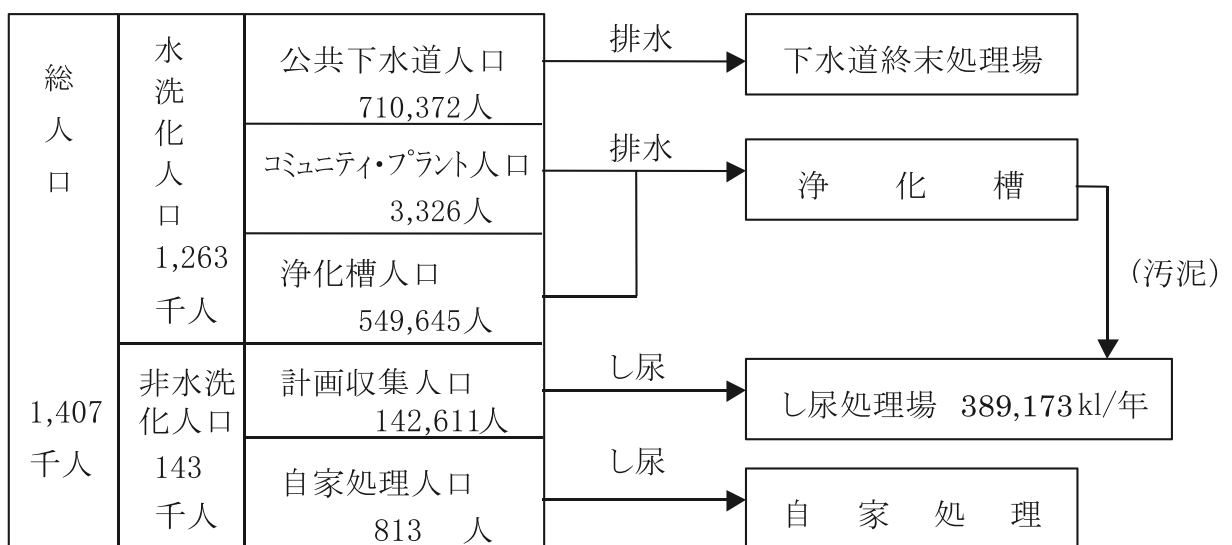 総人口
1,407
千人
水洗化人口
1,263
千人
非水洗
化人口
143
千人
公共下水道人口
710,372人
コミュニティ・プラント人口
3,326人
浄化槽人口
549,645人
計画収集人口
142,611人
自家処理人口
813 人
排水
排水
し尿
し尿
下水道終末処理場
浄化槽
(汚泥)
し尿処理場 389,173kl/年
自家処理